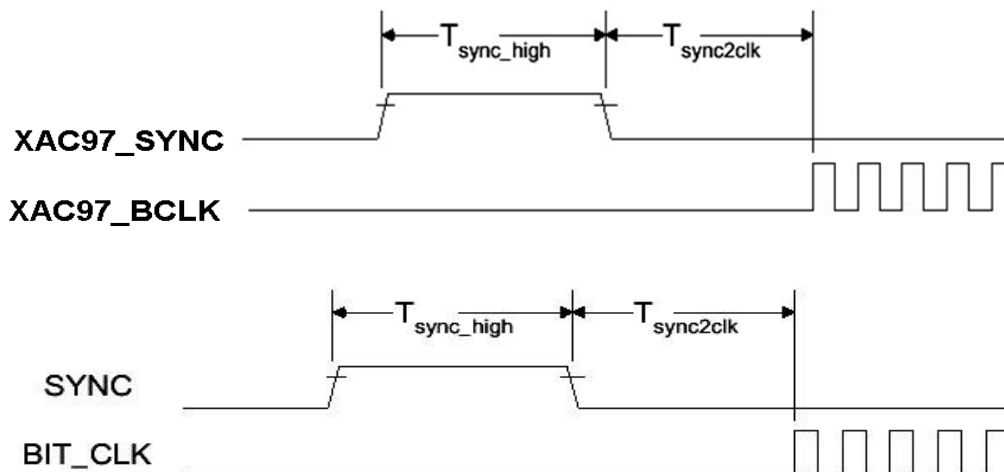 Tsync_high Tsync2clk
XAC97_SYNC
XAC97_BCLK
Tsync_high Tsync2clk
SYNC
BIT_CLK